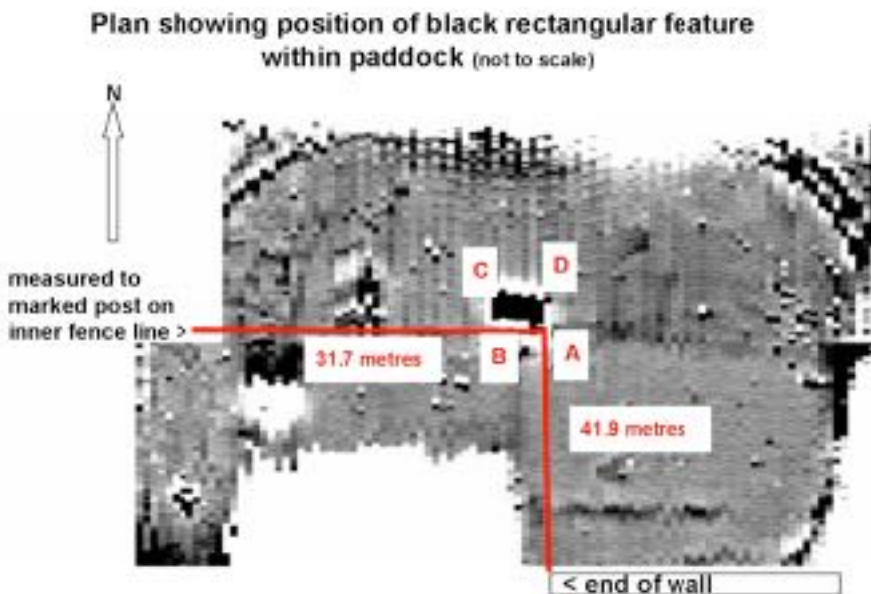 Plan showing position of black rectangular feature
within paddock (not to scale)
N
C
D
measured to
marked post on
inner fence line >
31.7 metres
B
A
41.9 metres
< end of wall